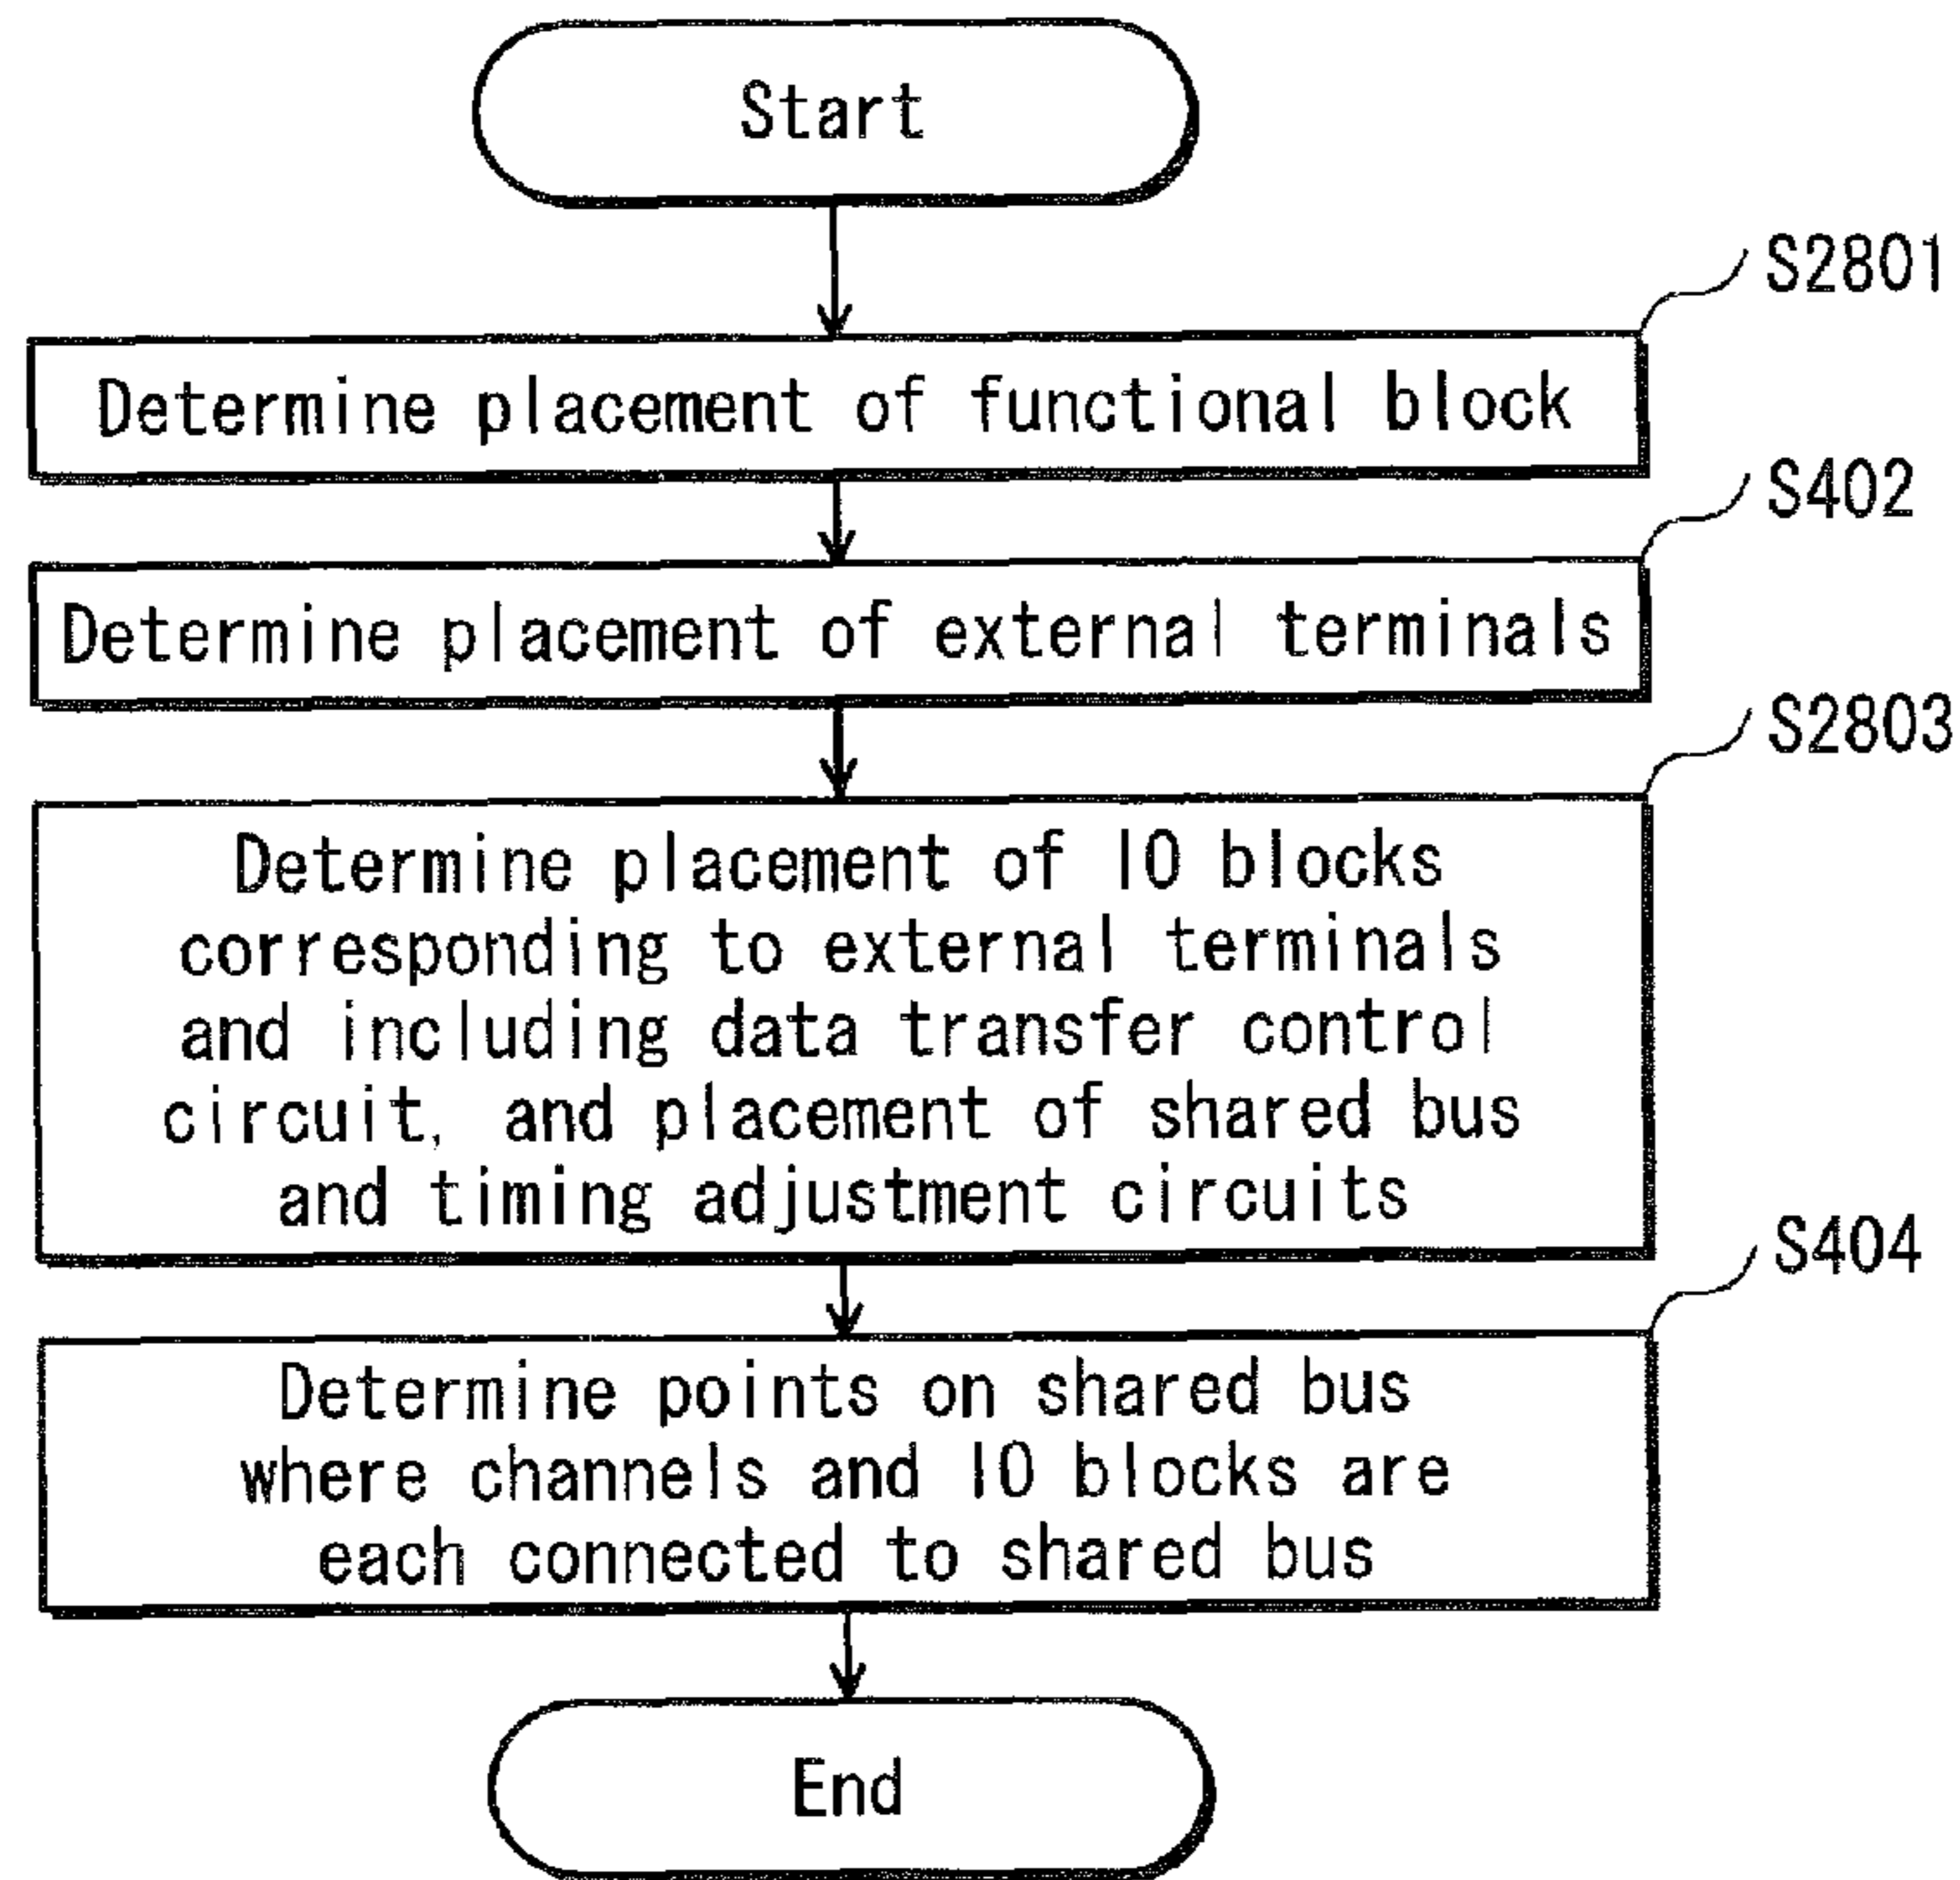 Start
S2801
Determine placement of functional block
S402
Determine placement of external terminals
S2803
Determine placement of IO blocks
corresponding to external terminals
and including data transfer control
circuit, and placement of shared bus
and timing adjustment circuits
S404
Determine points on shared bus
where channels and IO blocks are
each connected to shared bus
End